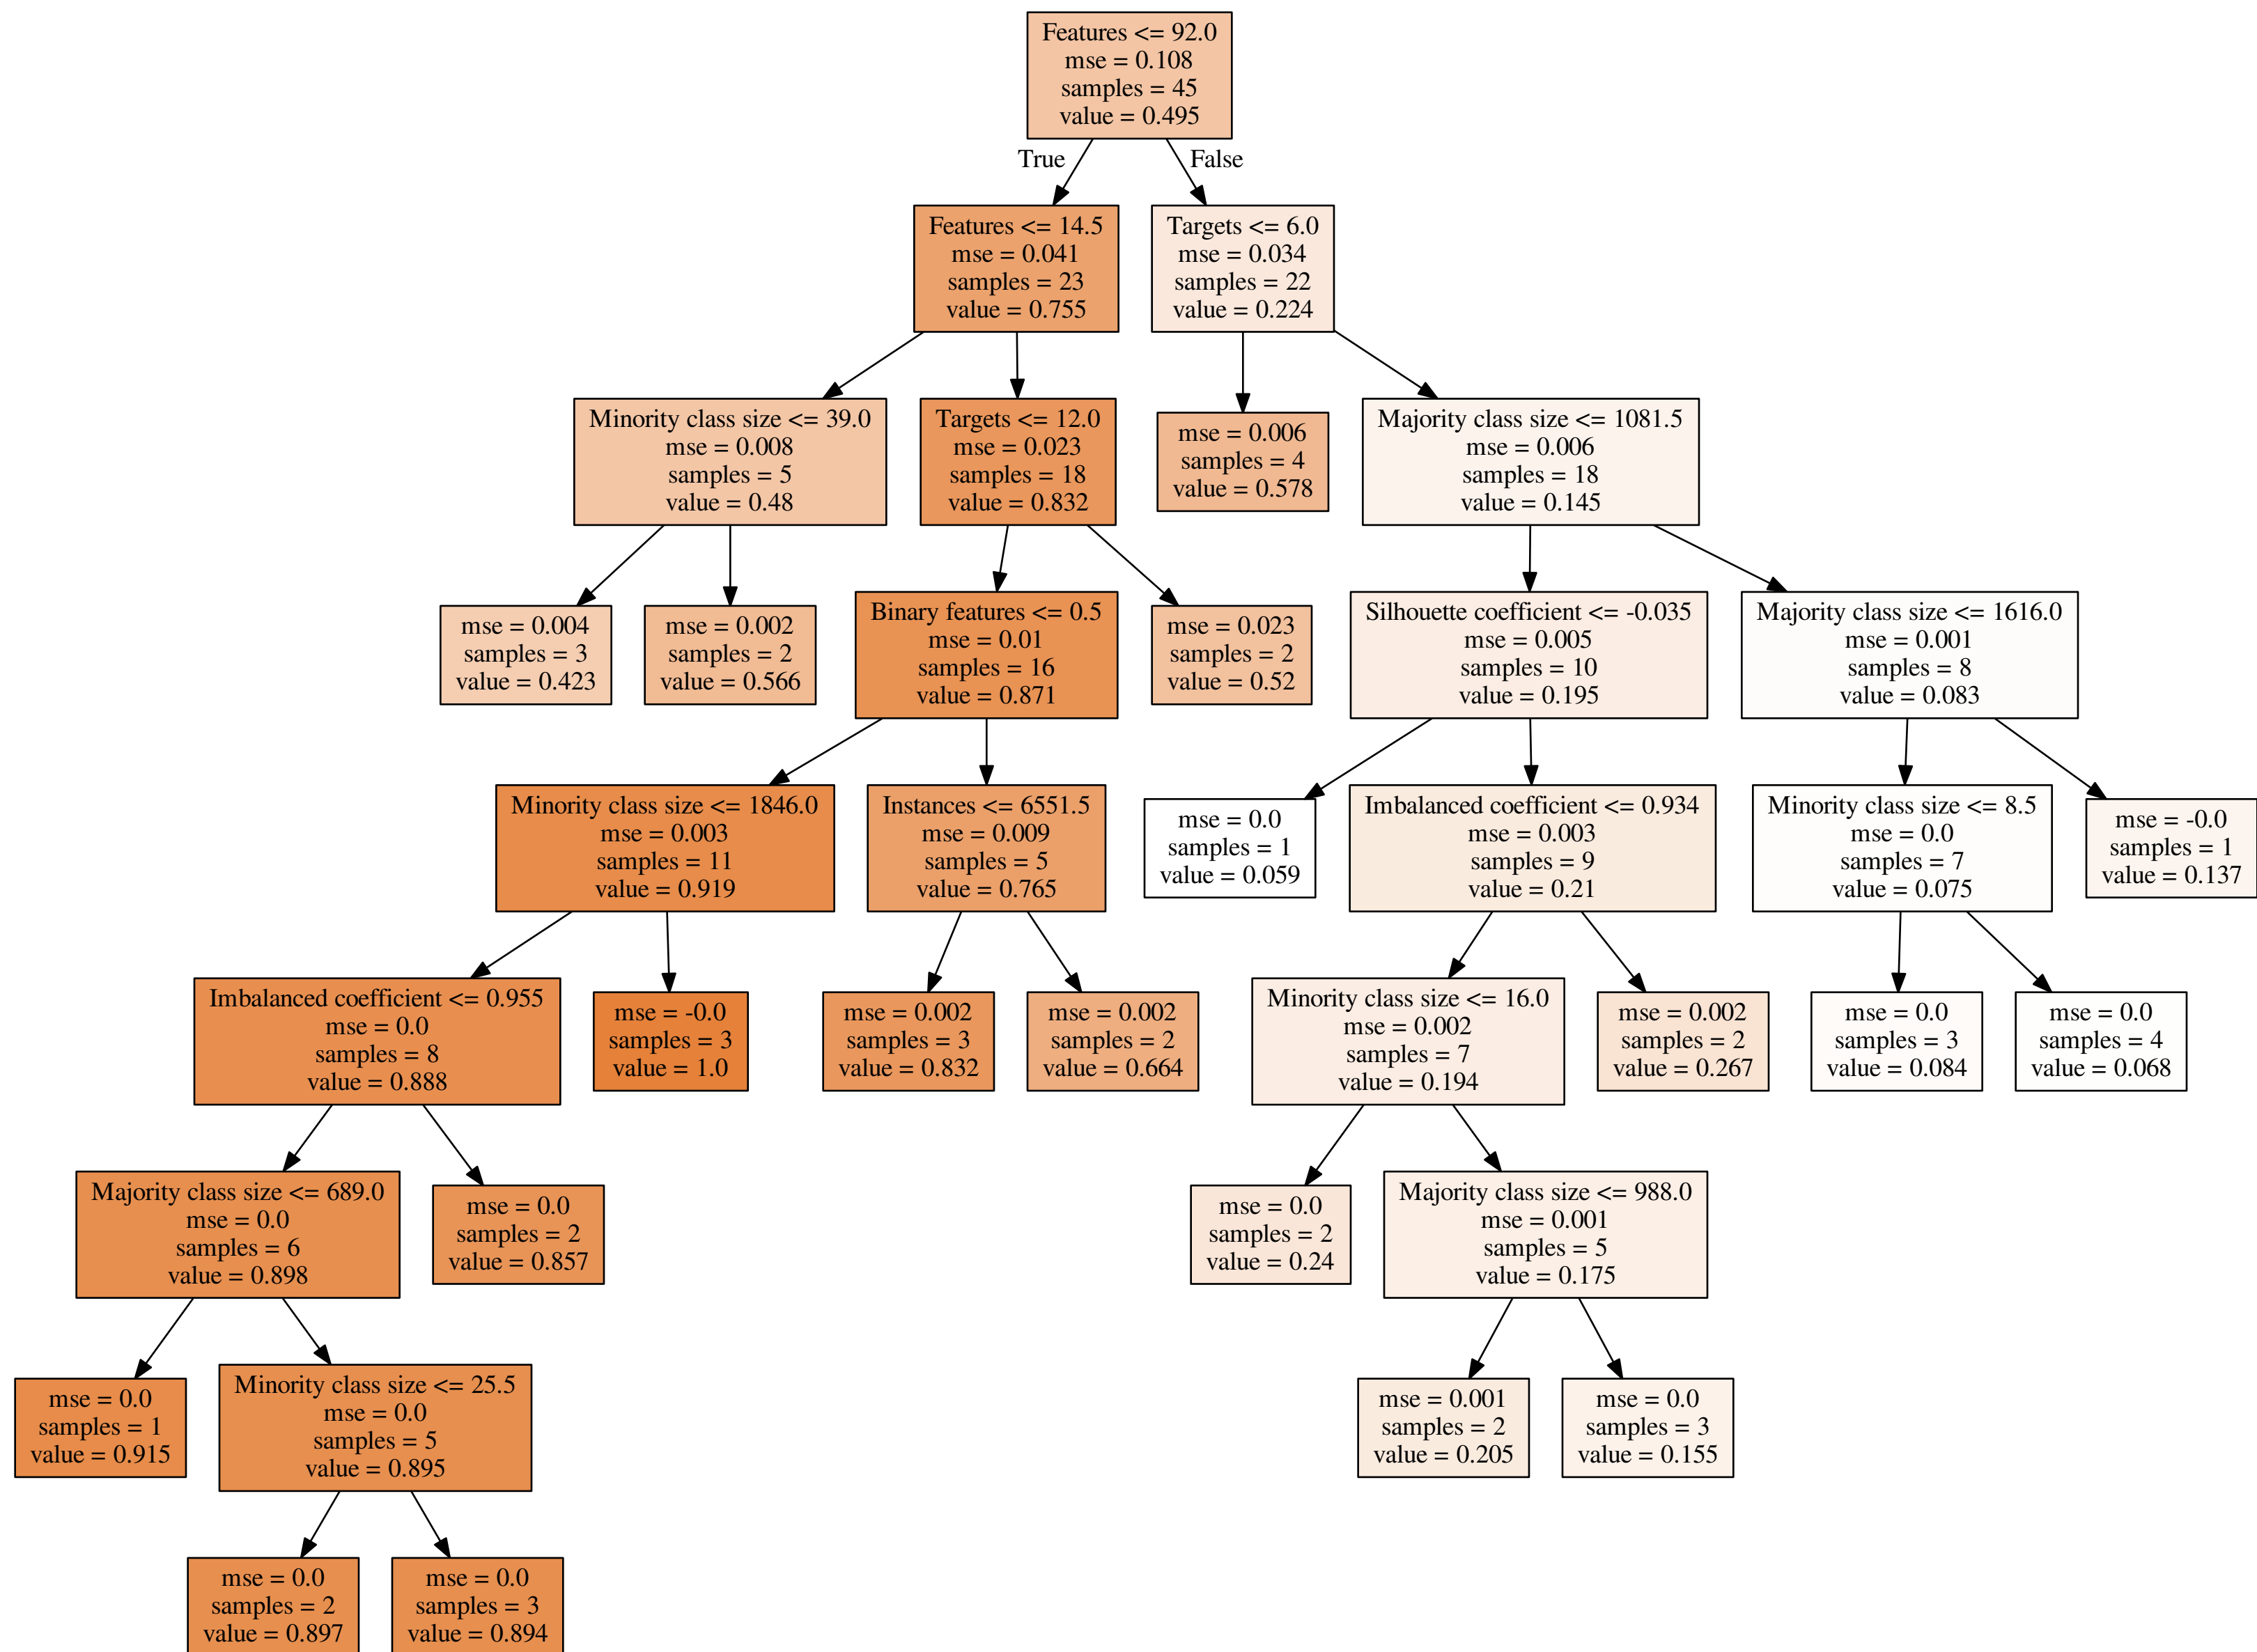 Features <= 92.0
mse = 0.108
samples = 45
value = 0.495
True
False
Features <= 14.5
mse = 0.041
samples = 23
value = 0.755
Targets <= 6.0
mse = 0.034
samples = 22
value = 0.224
Minority class size <= 39.0
mse = 0.008
samples = 5
value = 0.48
Targets <= 12.0
mse = 0.023
samples = 18
value = 0.832
mse = 0.006
samples = 4
value = 0.578
Majority class size <= 1081.5
mse = 0.006
samples = 18
value = 0.145
mse = 0.004
samples = 3
value = 0.423
mse = 0.002
samples = 2
value = 0.566
Binary features <= 0.5
mse = 0.01
samples = 16
value = 0.871
mse = 0.023
samples = 2
value = 0.52
Silhouette coefficient <= -0.035
mse = 0.005
samples = 10
value = 0.195
Majority class size <= 1616.0
mse = 0.001
samples = 8
value = 0.083
Minority class size <= 1846.0
mse = 0.003
samples = 11
value = 0.919
Instances <= 6551.5
mse = 0.009
samples = 5
value = 0.765
mse = 0.0
samples = 1
value = 0.059
Imbalanced coefficient <= 0.934
mse = 0.003
samples = 9
value = 0.21
Minority class size <= 8.5
mse = 0.0
samples = 7
value = 0.075
mse = -0.0
samples = 1
value = 0.137
Imbalanced coefficient <= 0.955
mse = 0.0
samples = 8
value = 0.888
mse = -0.0
samples = 3
value = 1.0
mse = 0.002
samples = 3
value = 0.832
mse = 0.002
samples = 2
value = 0.664
Minority class size <= 16.0
mse = 0.002
samples = 7
value = 0.194
mse = 0.002
samples = 2
value = 0.267
mse = 0.0
samples = 3
value = 0.084
mse = 0.0
samples = 4
value = 0.068
Majority class size <= 689.0
mse = 0.0
samples = 6
value = 0.898
mse = 0.0
samples = 2
value = 0.857
mse = 0.0
samples = 2
value = 0.24
Majority class size <= 988.0
mse = 0.001
samples = 5
value = 0.175
mse = 0.0
samples = 1
value = 0.915
Minority class size <= 25.5
mse = 0.0
samples = 5
value = 0.895
mse = 0.001
samples = 2
value = 0.205
mse = 0.0
samples = 3
value = 0.155
mse = 0.0
samples = 2
value = 0.897
mse = 0.0
samples = 3
value = 0.894